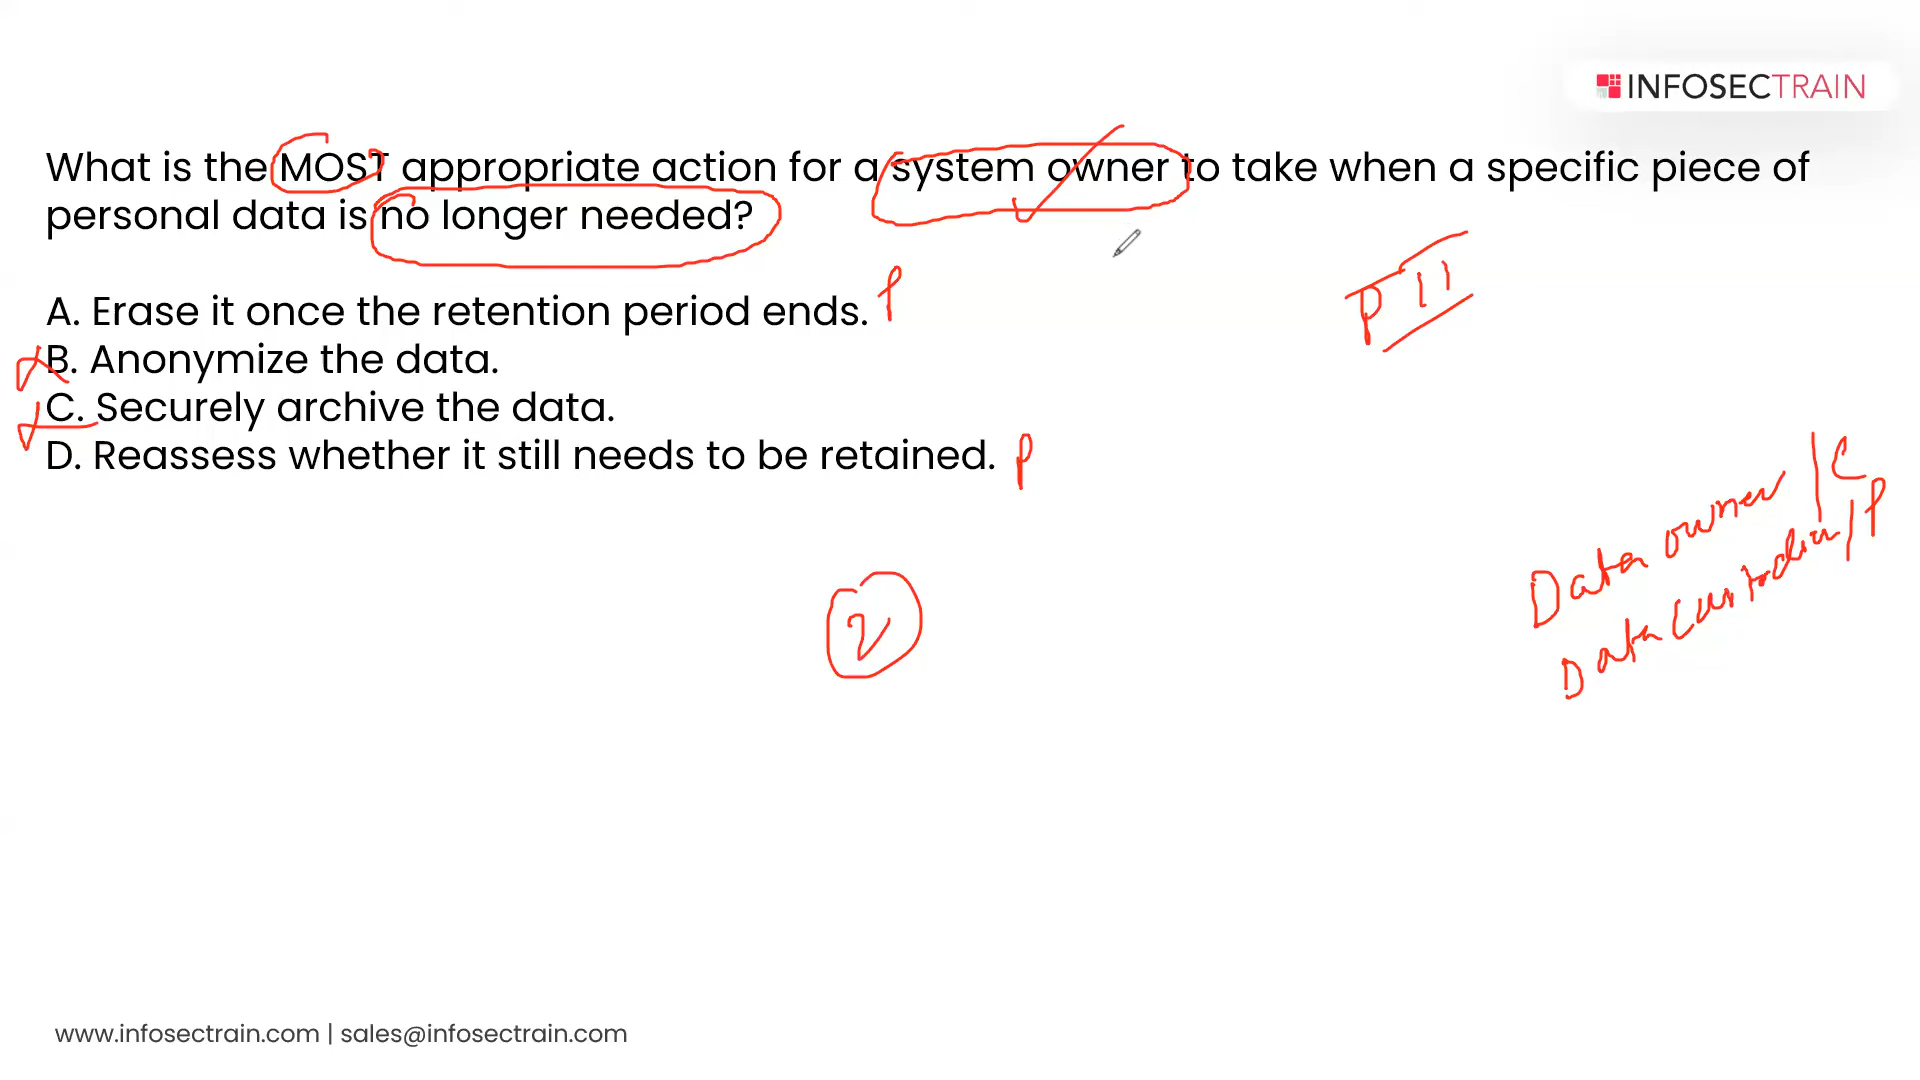 INFOSECTRAIN
What is the MOST appropriate action for a system owner to take when a specific piece of
personal data is no longer needed?
PII
A. Erase it once the retention period ends. P
B. Anonymize the data.
C. Securely archive the data.
D. Reassess whether it still needs to be retained. P
Data owner / C
Data Custodian / P
2
www.infosectrain.com | sales@infosectrain.com